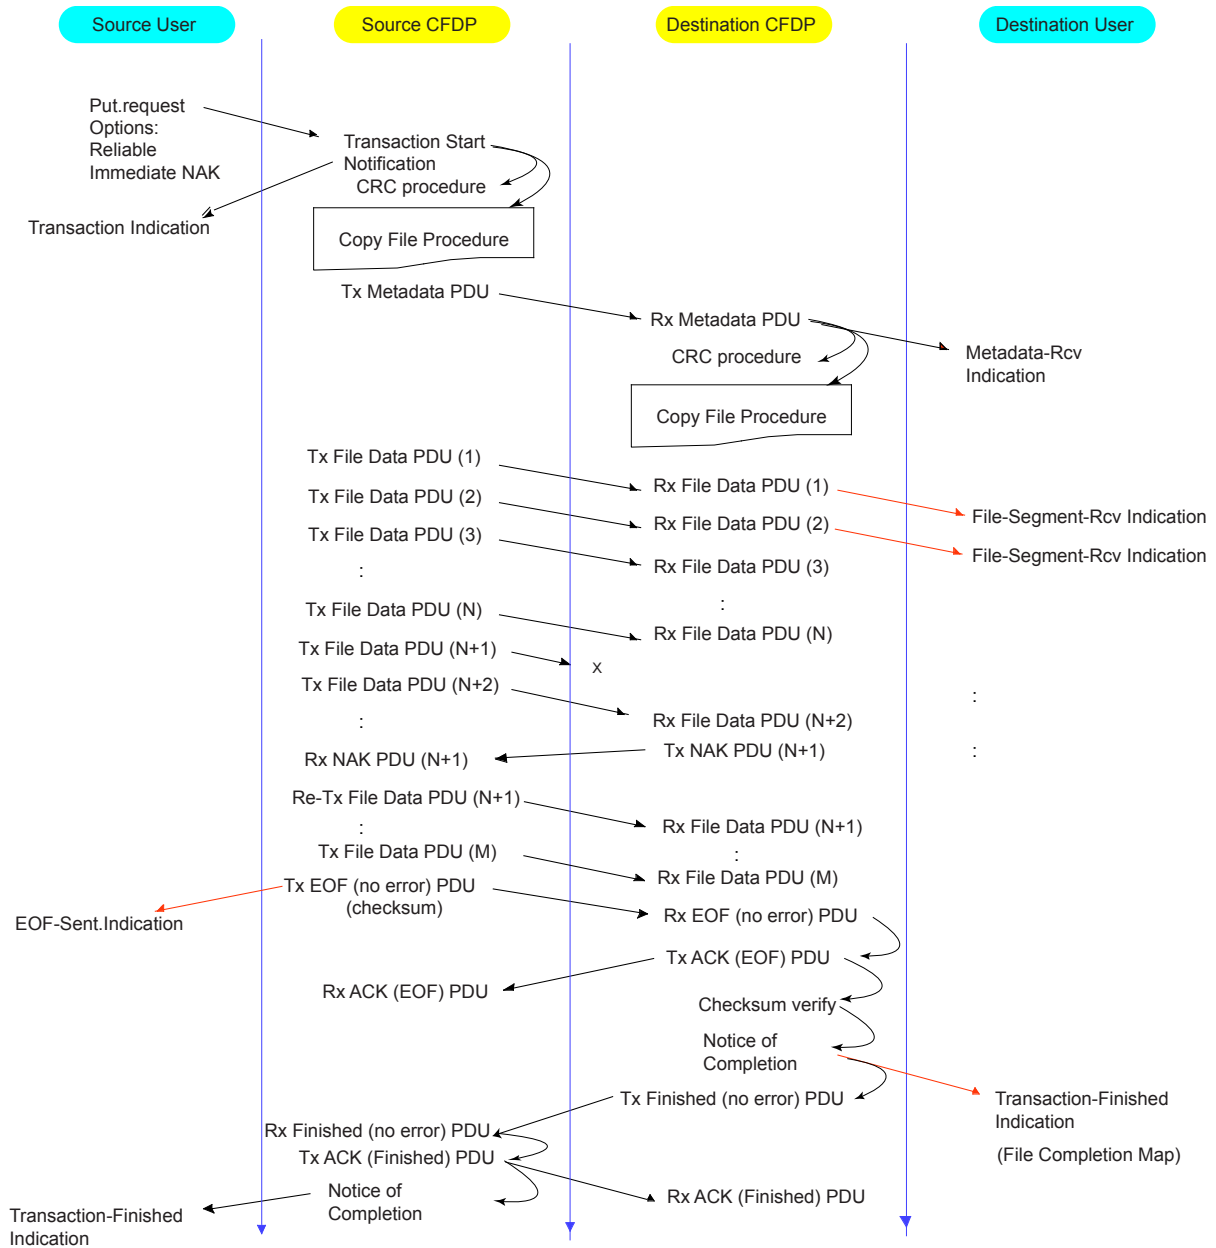 Source User
Source CFDP
Destination CFDP
Destination User
Put.request
Options:
Reliable
Immediate NAK
Transaction Start
Notification
CRC procedure
Transaction Indication
Copy File Procedure
Tx Metadata PDU
Rx Metadata PDU
CRC procedure
Metadata-Rcv
Indication
Copy File Procedure
Tx File Data PDU (1)
Rx File Data PDU (1)
Tx File Data PDU (2)
File-Segment-Rcv Indication
Rx File Data PDU (2)
Tx File Data PDU (3)
File-Segment-Rcv Indication
Rx File Data PDU (3)
:
:
Tx File Data PDU (N)
Rx File Data PDU (N)
Tx File Data PDU (N+1)
X
Tx File Data PDU (N+2)
:
:
Rx File Data PDU (N+2)
Tx NAK PDU (N+1)
:
Rx NAK PDU (N+1)
Re-Tx File Data PDU (N+1)
Rx File Data PDU (N+1)
:
:
Tx File Data PDU (M)
Rx File Data PDU (M)
Tx EOF (no error) PDU
(checksum)
Rx EOF (no error) PDU
EOF-Sent.Indication
Tx ACK (EOF) PDU
Rx ACK (EOF) PDU
Checksum verify
Notice of
Completion
Tx Finished (no error) PDU
Transaction-Finished
Indication
(File Completion Map)
Rx Finished (no error) PDU
Tx ACK (Finished) PDU
Notice of
Completion
Rx ACK (Finished) PDU
Transaction-Finished
Indication